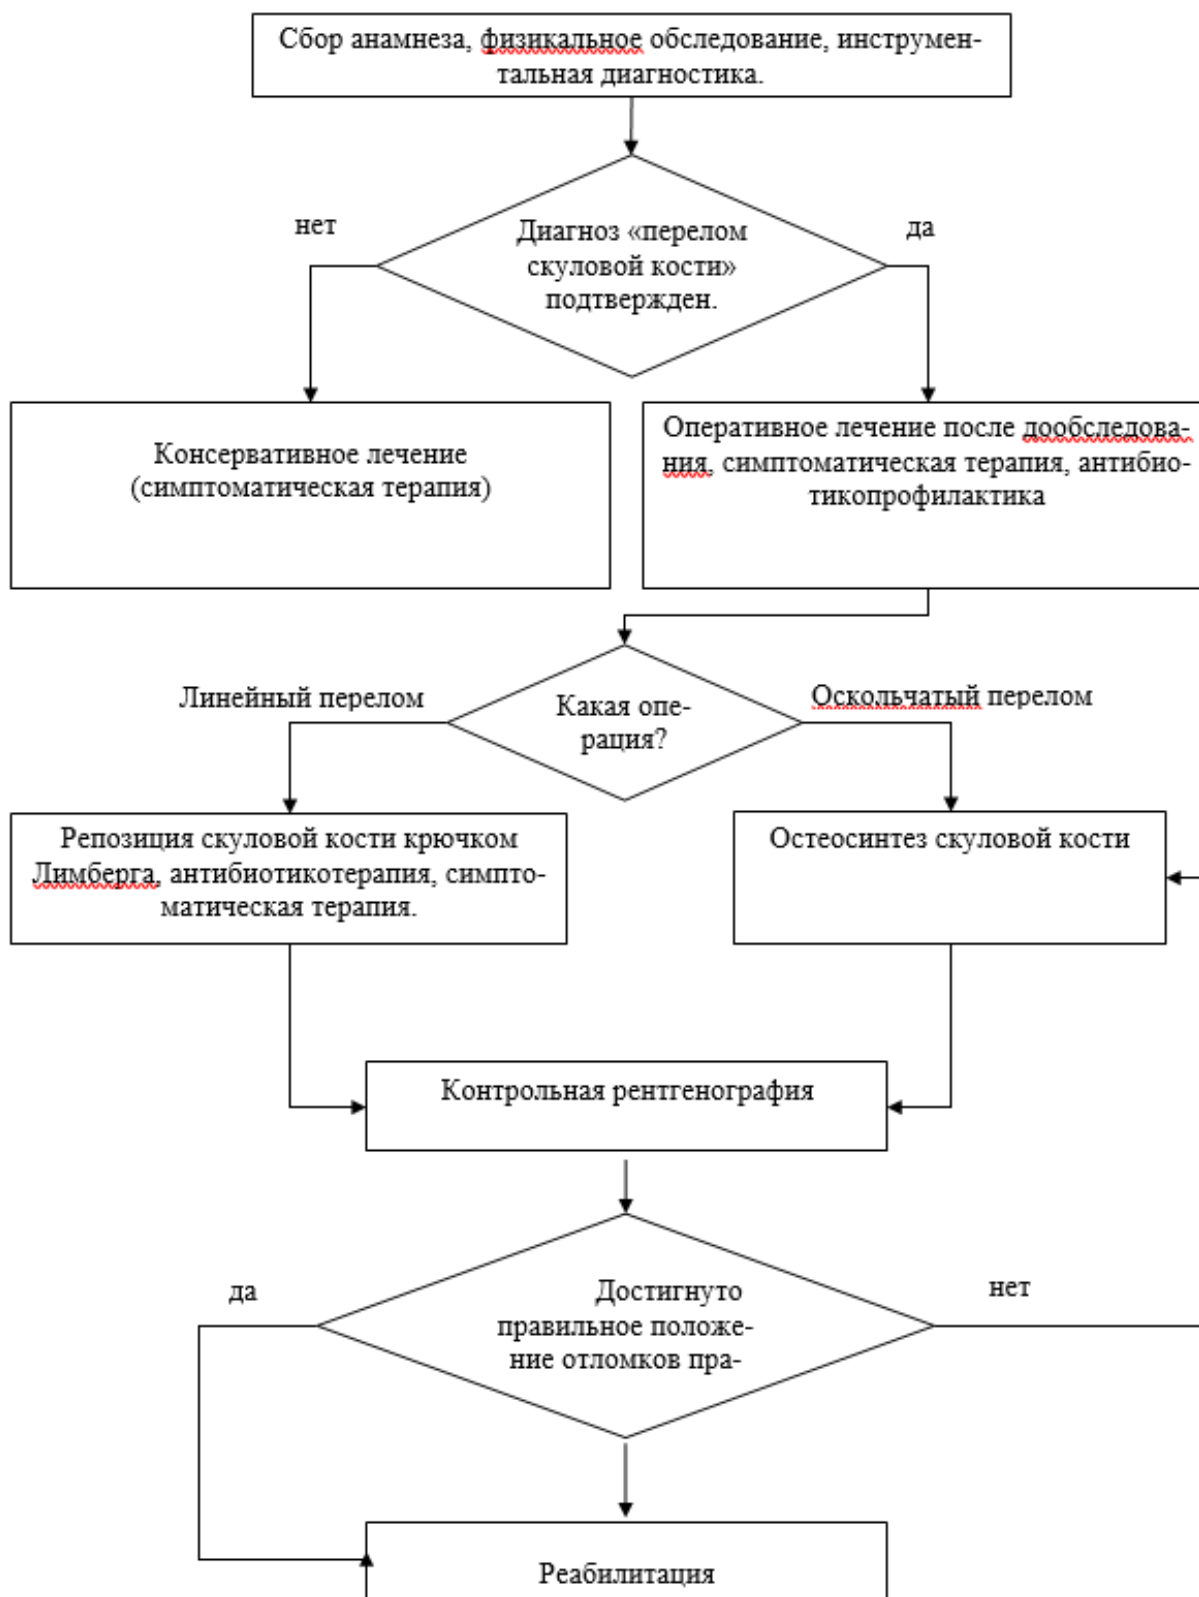 Сбор анамнеза, физикальное обследование, инструмен-
тальная диагностика.
нет
Диагноз «перелом
скуловой кости»
подтвержден.
да
Консервативное лечение
(симптоматическая терапия)
Оперативное лечение после дообследова-
ния, симптоматическая терапия, антибио-
тикопрофилактика
Линейный перелом
Какая опе-
рация?
Оскольчатый перелом
Репозиция скуловой кости крючком
Лимберга, антибиотикотерапия, симпто-
матическая терапия.
Остеосинтез скуловой кости
Контрольная рентгенография
да
Достигнуто
правильное положе-
ние отломков пра-
нет
Реабилитация